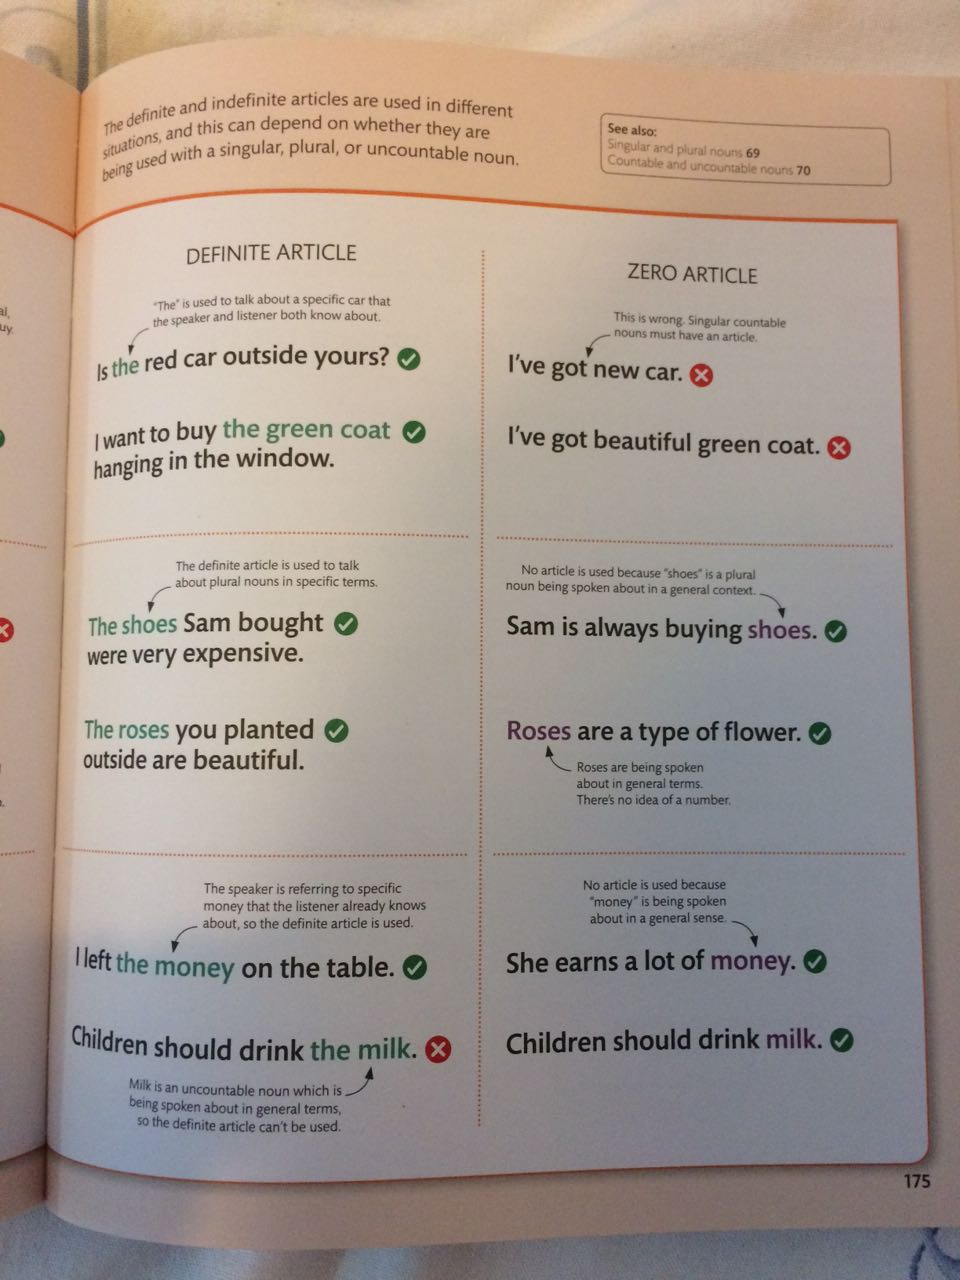 The definite and indefinite articles are used in different
situations, and this can depend on whether they are
being used with a singular, plural, or uncountable noun.
See also:
Singular and plural nouns 69
Countable and uncountable nouns 70
DEFINITE ARTICLE
"The" is used to talk about a specific car that
the speaker and listener both know about.
Is the red car outside yours?
I want to buy the green coat
hanging in the window.
The definite article is used to talk
about plural nouns in specific terms.
The shoes Sam bought
were very expensive.
The roses you planted
outside are beautiful.
The speaker is referring to specific
money that the listener already knows
about, so the definite article is used.
I left the money on the table.
Children should drink the milk.
Milk is an uncountable noun which is
being spoken about in general terms,
so the definite article can't be used.
ZERO ARTICLE
This is wrong. Singular countable
nouns must have an article.
I've got new car.
I've got beautiful green coat.
No article is used because "shoes" is a plural
noun being spoken about in a general context.
Sam is always buying shoes.
Roses are a type of flower.
Roses are being spoken
about in general terms.
There's no idea of a number.
No article is used because
"money" is being spoken
about in a general sense.
She earns a lot of money.
Children should drink milk.
175